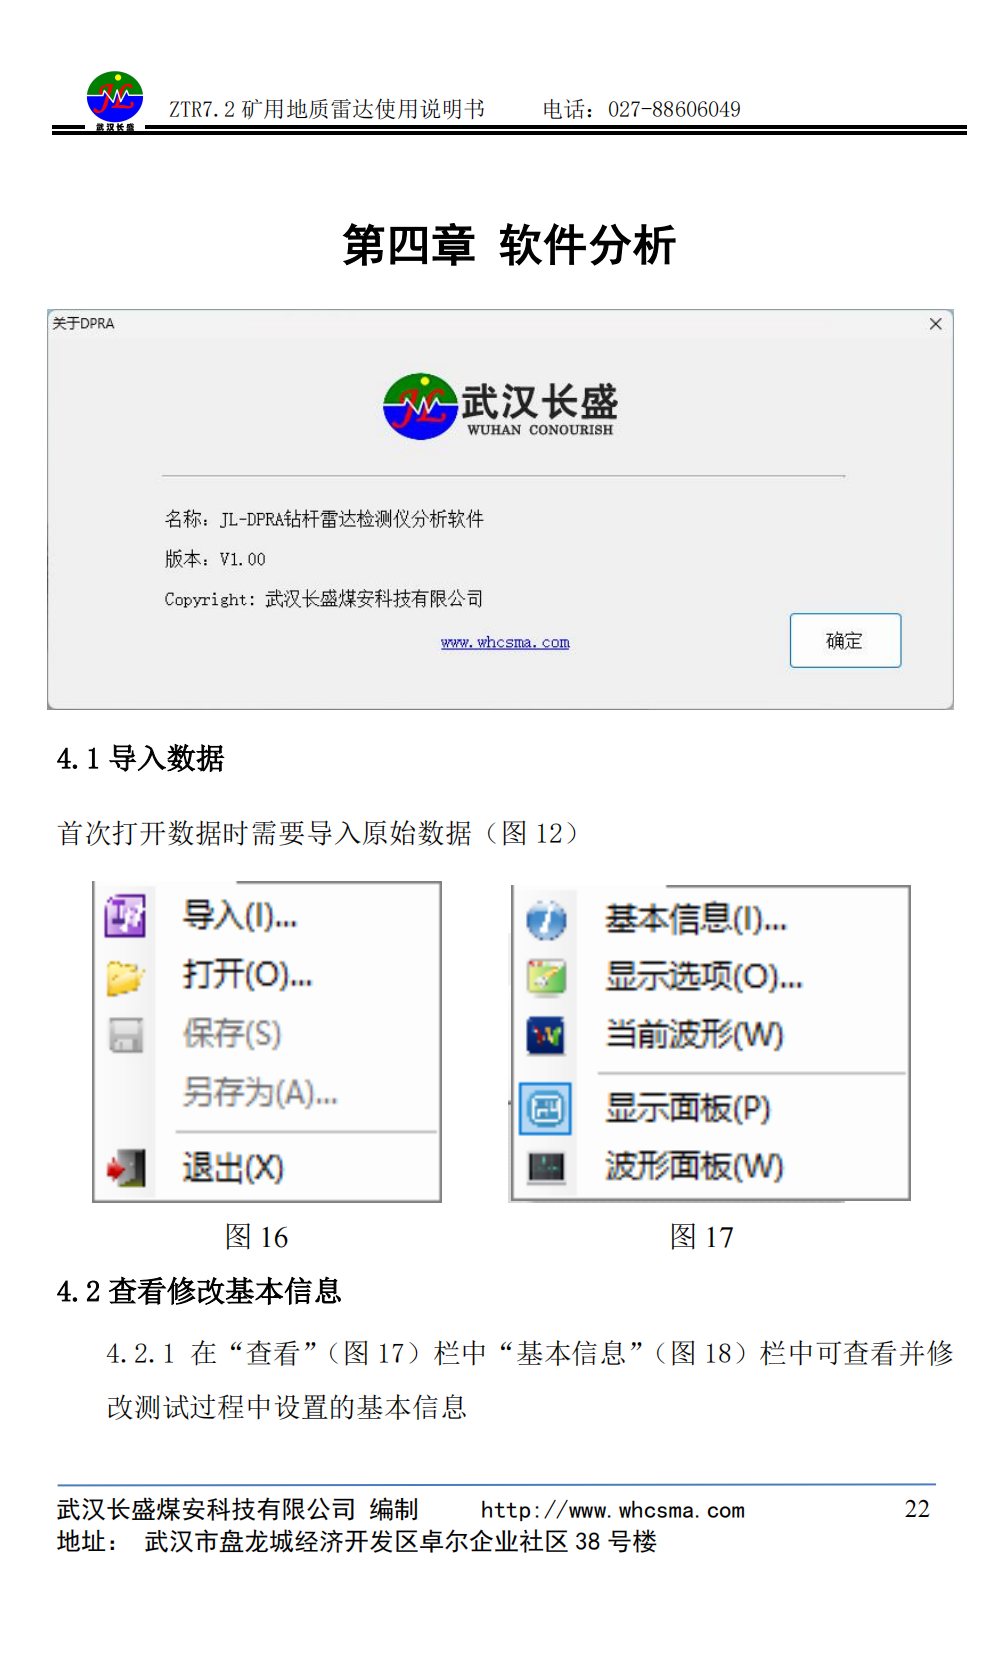 武汉长盛
ZTR7.2 矿用地质雷达使用说明书 电话：027-88606049
第四章 软件分析
关于DPRA
武汉长盛
WUHAN CONOURISH
名称：JL-DPRA钻杆雷达检测仪分析软件
版本：V1.00
Copyright：武汉长盛煤安科技有限公司
www.whcsma.com
确定
4.1 导入数据
首次打开数据时需要导入原始数据（图 12）
导入(I)...
打开(O)...
保存(S)
另存为(A)...
退出(X)
基本信息(I)...
显示选项(O)...
当前波形(W)
显示面板(P)
波形面板(W)
图 16
图 17
4.2 查看修改基本信息
4.2.1 在“查看”（图 17）栏中“基本信息”（图 18）栏中可查看并修
改测试过程中设置的基本信息
武汉长盛煤安科技有限公司 编制 http://www.whcsma.com 22
地址： 武汉市盘龙城经济开发区卓尔企业社区 38 号楼